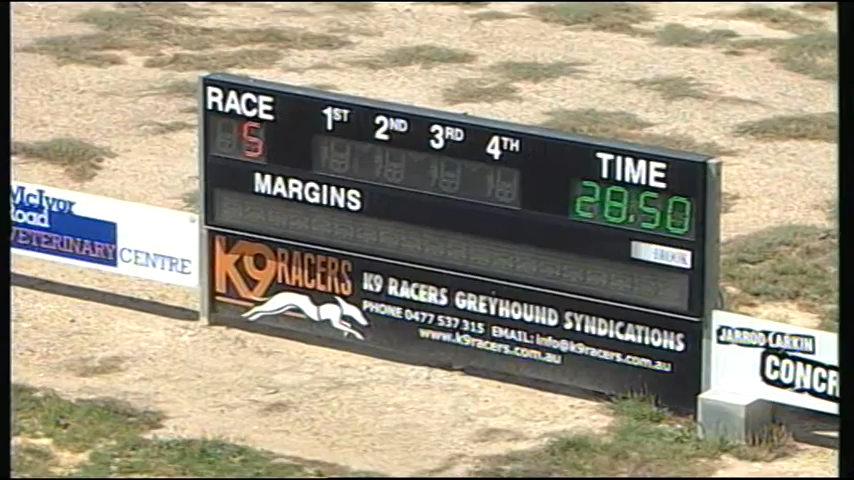 RACE 1ST 2ND 3RD 4TH TIME
5 28.50
MARGINS
K9 RACERS
K9 RACERS GREYHOUND SYNDICATIONS
PHONE 0477 537 315 EMAIL: info@k9racers.com.au
www.k9racers.com.au
McIvor
Road
VETERINARY
CENTRE
JARROD LARKIN
CONCR